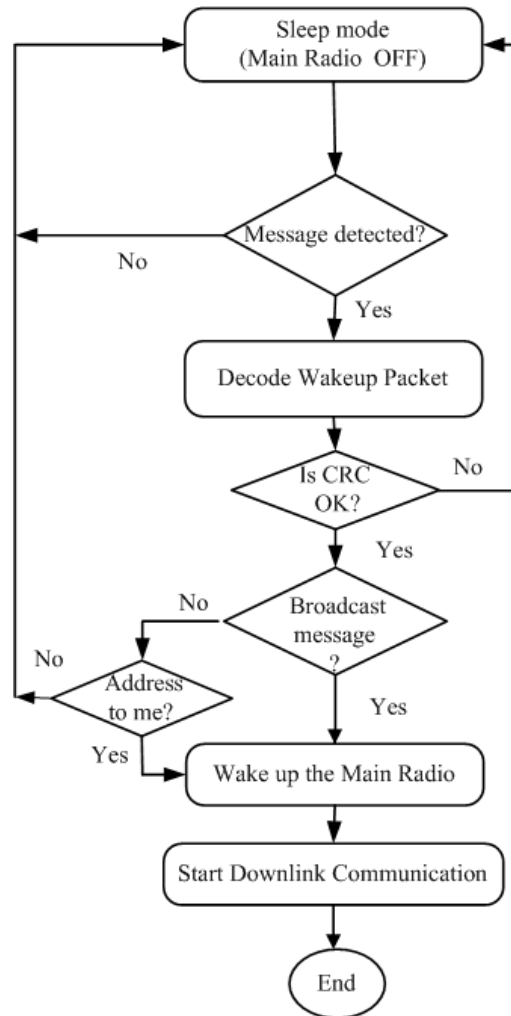 Sleep mode
(Main Radio OFF)
Message detected?
No
Yes
Decode Wakeup Packet
Is CRC
OK?
No
Yes
No
Broadcast
message
?
No
Address
to me?
Yes
Yes
Wake up the Main Radio
Start Downlink Communication
End